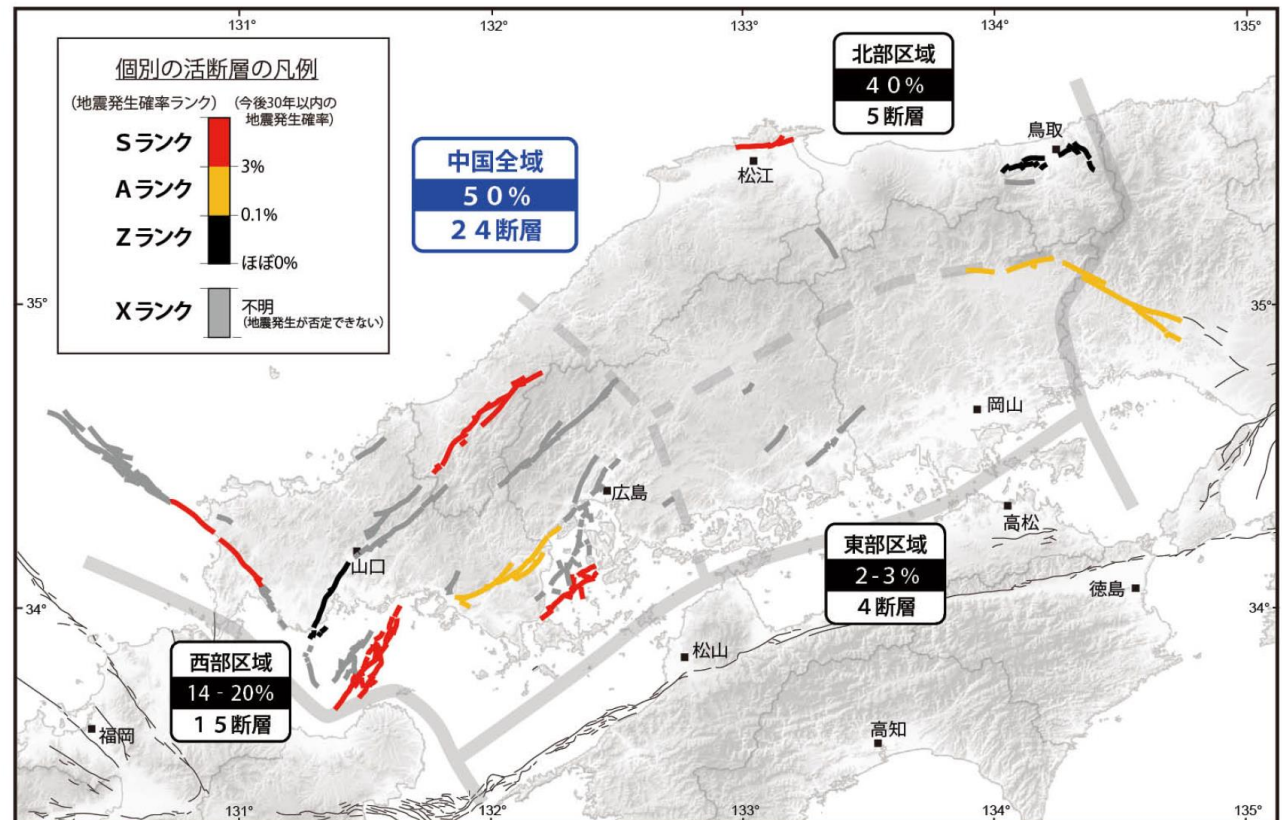 131°
132°
133°
134°
135°
個別の活断層の凡例
(地震発生確率ランク) (今後30年以内の
地震発生確率)
Sランク
3%
Aランク
0.1%
Zランク
ほぼ0%
Xランク
不明
(地震発生が否定できない)
中国全域
50%
24断層
北部区域
40%
5断層
鳥取
松江
35°
35°
岡山
広島
高松
山口
東部区域
2-3%
4断層
徳島
34°
34°
松山
西部区域
14-20%
15断層
福岡
高知
131°
132°
133°
134°
135°